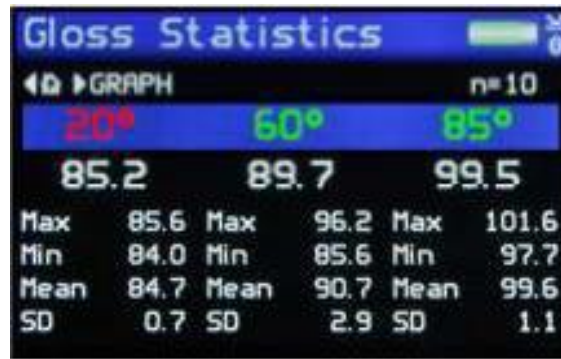 Gloss Statistics
GRAPH n=10
20° 60° 85°
85.2 89.7 99.5
Max 85.6 Max 96.2 Max 101.6
Min 84.0 Min 85.6 Min 97.7
Mean 84.7 Mean 90.7 Mean 99.6
SD 0.7 SD 2.9 SD 1.1